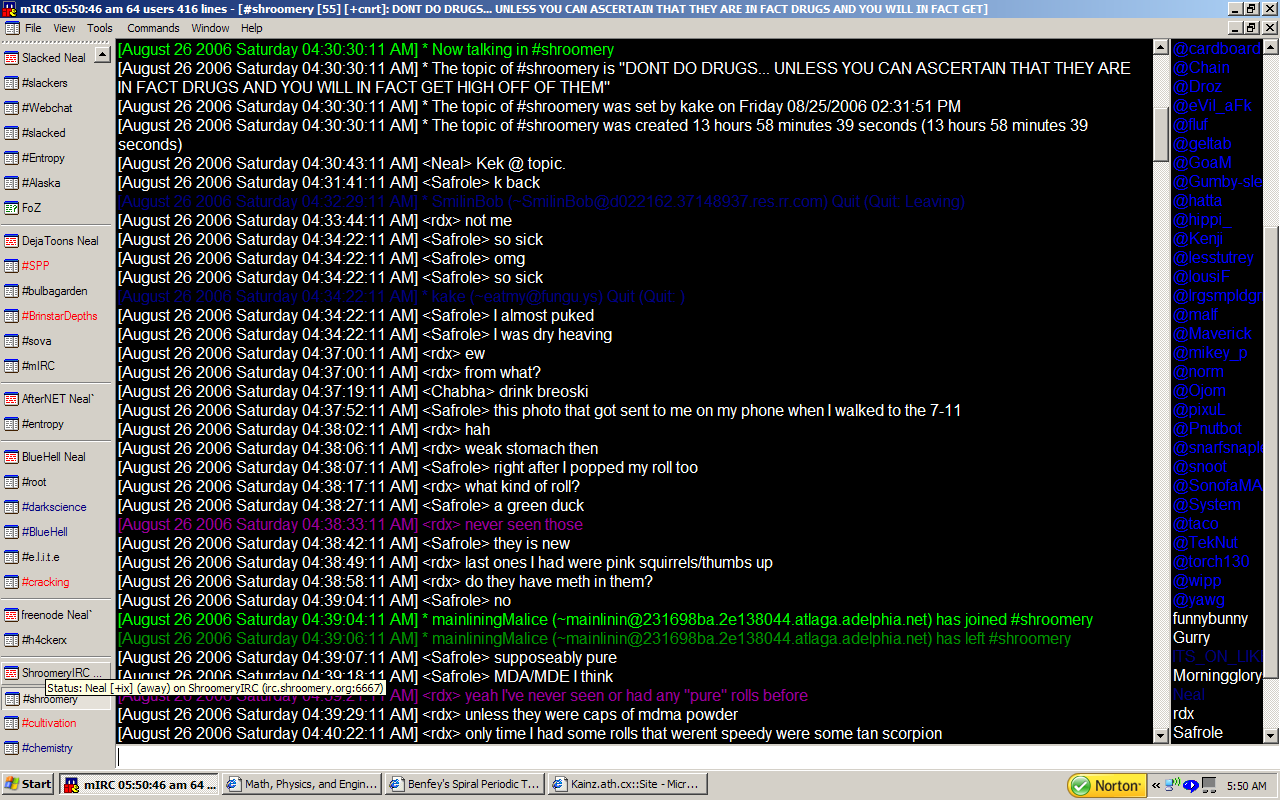 mIRC 05:50:46 am 64 users 416 lines - [#shroomery [55] [+cnrt]: DONT DO DRUGS... UNLESS YOU CAN ASCERTAIN THAT THEY ARE IN FACT DRUGS AND YOU WILL IN FACT GET]
File View Tools Commands Window Help
Slacked Neal
#slackers
#Webchat
#slacked
#Entropy
#Alaska
FoZ
DejaToons Neal
#SPP
#bulbagarden
#BrinstarDepths
#sova
#mIRC
AfterNET Neal`
#entropy
BlueHell Neal
#root
#darkscience
#BlueHell
#e.l.i.t.e
#cracking
freenode Neal`
#h4ckerx
ShroomeryIRC ...
Status: Neal [+ix] (away) on ShroomeryIRC (irc.shroomery.org:6667)
#shroomery
#cultivation
#chemistry
[August 26 2006 Saturday 04:30:30:11 AM] * Now talking in #shroomery
[August 26 2006 Saturday 04:30:30:11 AM] * The topic of #shroomery is "DONT DO DRUGS... UNLESS YOU CAN ASCERTAIN THAT THEY ARE
IN FACT DRUGS AND YOU WILL IN FACT GET HIGH OFF OF THEM"
[August 26 2006 Saturday 04:30:30:11 AM] * The topic of #shroomery was set by kake on Friday 08/25/2006 02:31:51 PM
[August 26 2006 Saturday 04:30:30:11 AM] * The topic of #shroomery was created 13 hours 58 minutes 39 seconds (13 hours 58 minutes 39
seconds)
[August 26 2006 Saturday 04:30:43:11 AM] <Neal> Kek @ topic.
[August 26 2006 Saturday 04:31:41:11 AM] <Safrole> k back
[August 26 2006 Saturday 04:32:29:11 AM] * SmilinBob (~SmilinBob@d022162.37148937.res.rr.com) Quit (Quit: Leaving)
[August 26 2006 Saturday 04:33:44:11 AM] <rdx> not me
[August 26 2006 Saturday 04:34:22:11 AM] <Safrole> so sick
[August 26 2006 Saturday 04:34:22:11 AM] <Safrole> omg
[August 26 2006 Saturday 04:34:22:11 AM] <Safrole> so sick
[August 26 2006 Saturday 04:34:22:11 AM] * kake (~eatmy@fungu.ys) Quit (Quit: )
[August 26 2006 Saturday 04:34:22:11 AM] <Safrole> I almost puked
[August 26 2006 Saturday 04:34:22:11 AM] <Safrole> I was dry heaving
[August 26 2006 Saturday 04:37:00:11 AM] <rdx> ew
[August 26 2006 Saturday 04:37:00:11 AM] <rdx> from what?
[August 26 2006 Saturday 04:37:19:11 AM] <Chabha> drink breoski
[August 26 2006 Saturday 04:37:52:11 AM] <Safrole> this photo that got sent to me on my phone when I walked to the 7-11
[August 26 2006 Saturday 04:38:02:11 AM] <rdx> hah
[August 26 2006 Saturday 04:38:06:11 AM] <rdx> weak stomach then
[August 26 2006 Saturday 04:38:07:11 AM] <Safrole> right after I popped my roll too
[August 26 2006 Saturday 04:38:17:11 AM] <rdx> what kind of roll?
[August 26 2006 Saturday 04:38:27:11 AM] <Safrole> a green duck
[August 26 2006 Saturday 04:38:33:11 AM] <rdx> never seen those
[August 26 2006 Saturday 04:38:42:11 AM] <Safrole> they is new
[August 26 2006 Saturday 04:38:49:11 AM] <rdx> last ones I had were pink squirrels/thumbs up
[August 26 2006 Saturday 04:38:58:11 AM] <rdx> do they have meth in them?
[August 26 2006 Saturday 04:39:04:11 AM] <Safrole> no
[August 26 2006 Saturday 04:39:04:11 AM] * mainliningMalice (~mainlinin@231698ba.2e138044.atlaga.adelphia.net) has joined #shroomery
[August 26 2006 Saturday 04:39:06:11 AM] * mainliningMalice (~mainlinin@231698ba.2e138044.atlaga.adelphia.net) has left #shroomery
[August 26 2006 Saturday 04:39:07:11 AM] <Safrole> supposeably pure
[August 26 2006 Saturday 04:39:18:11 AM] <Safrole> MDA/MDE I think
04:39:21:11 AM] <rdx> yeah I've never seen or had any "pure" rolls before
[August 26 2006 Saturday 04:39:29:11 AM] <rdx> unless they were caps of mdma powder
[August 26 2006 Saturday 04:40:22:11 AM] <rdx> only time I had some rolls that werent speedy were some tan scorpion
@cardboard
@Chain
@Droz
@eVil_aFk
@fluf
@geltab
@GoaM
@Gumby-sle
@hatta
@hippi_
@Kenji
@lesstutrey
@lousiF
@lrgsmpldgr
@malf
@Maverick
@mikey_p
@norm
@Ojom
@pixuL
@Pnutbot
@snarfsnapl
@snoot
@SonofaMA
@System
@taco
@TekNul
@torch130
@wipp
@yawg
funnybunny
Gurry
ITS_ON_LIK
Morningglory
Neal
rdx
Safrole
Start
mIRC 05:50:46 am 64 ...
Math, Physics, and Engin...
Benfey's Spiral Periodic T...
Kainz.ath.cx::Site - Micr...
Norton
5:50 AM